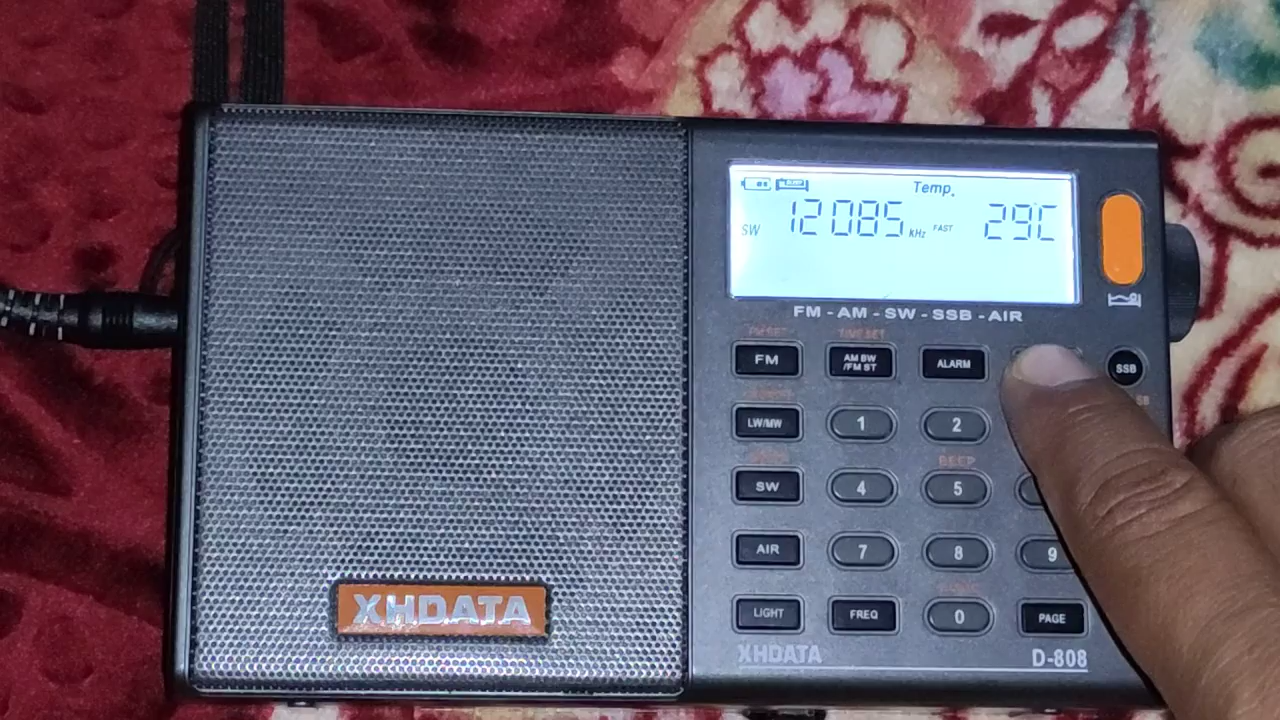 SLEEP
Temp.
SW 12085 kHz FAST 29C
FM - AM - SW - SSB - AIR
FM AM BW /FM ST ALARM SSB
LW/MW 1 2
BEEP
SW 4 5
AIR 7 8 9
LIGHT FREQ 0 PAGE
XHDATA
XHDATA D-808